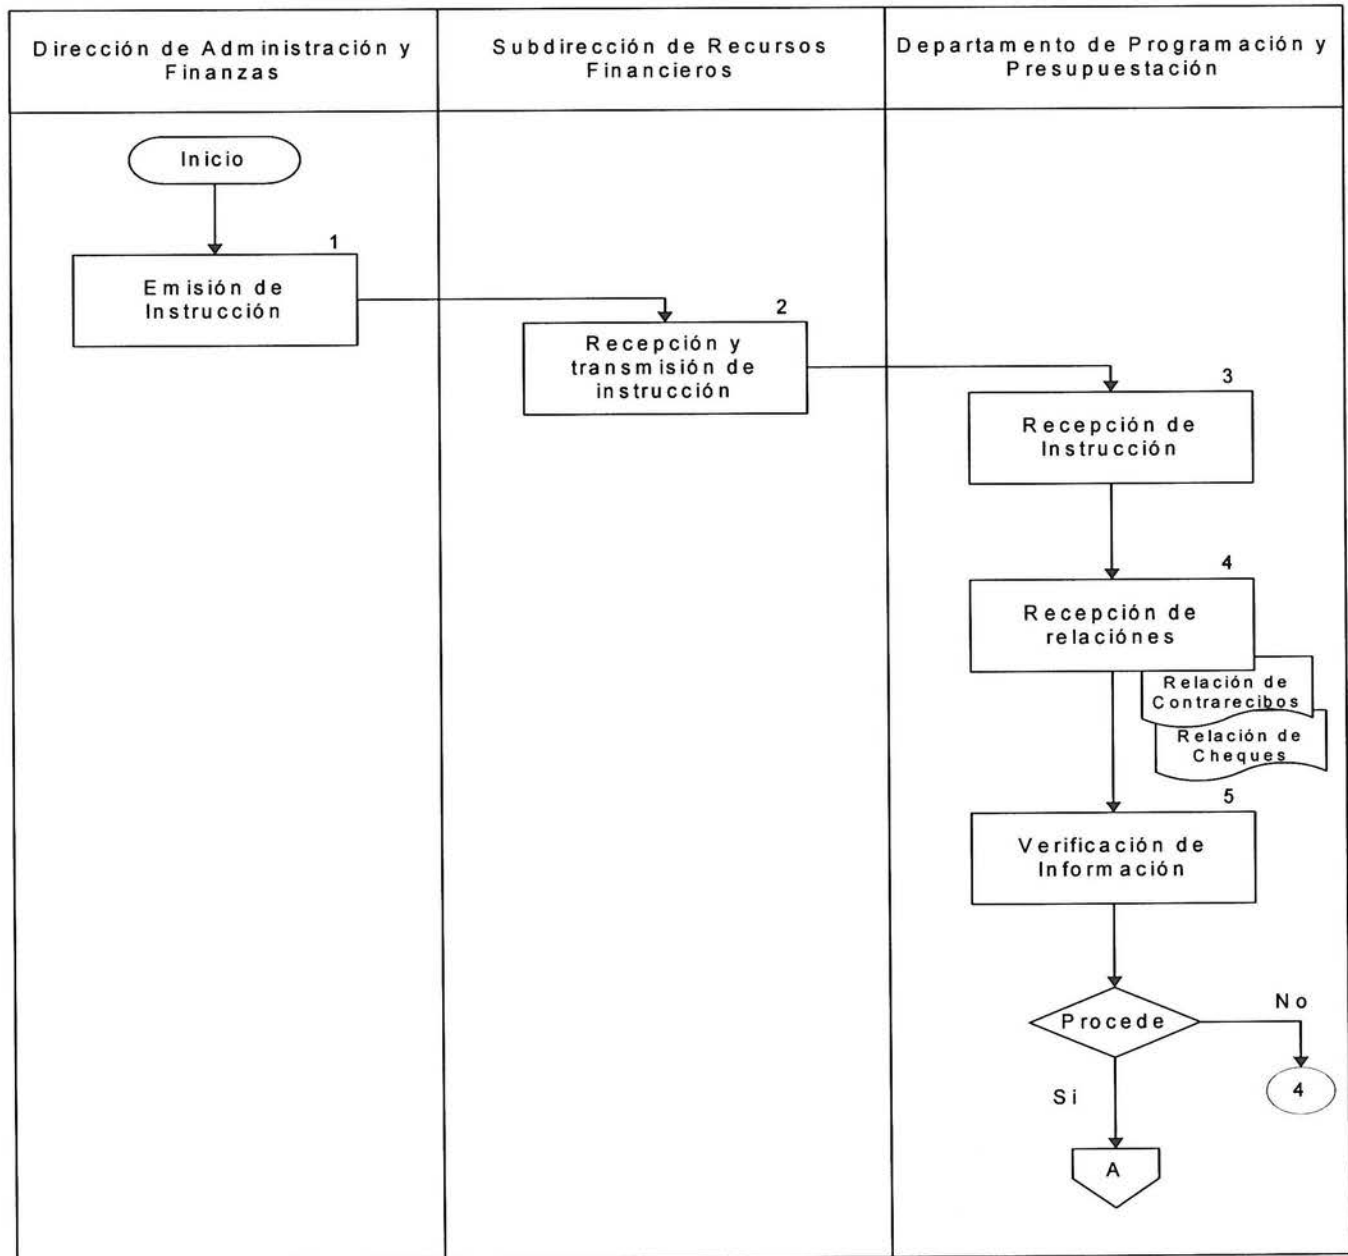 Dirección de Administración y
Finanzas
Subdirección de Recursos
Financieros
Departamento de Programación y
Presupuestación
Inicio
1
Emisión de
Instrucción
2
Recepción y
transmisión de
instrucción
3
Recepción de
Instrucción
4
Recepción de
relaciónes
Relación de
Contrarecibos
Relación de
Cheques
5
Verificación de
Información
Procede
No
4
Si
A